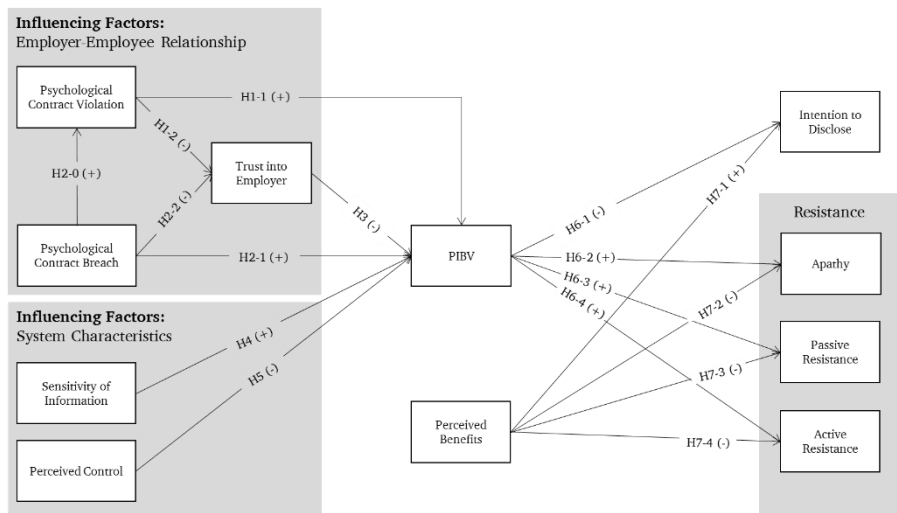 Influencing Factors:
Employer-Employee Relationship
Psychological
Contract Violation
H1-1 (+)
H1-2 (-)
Trust into
Employer
H2-0 (+)
H2-2 (-)
H3 (-)
Psychological
Contract Breach
H2-1 (+)
PIBV
Influencing Factors:
System Characteristics
H4 (+)
H5 (-)
Sensitivity of
Information
Perceived Control
Perceived
Benefits
H6-1 (-)
H6-2 (+)
H6-3 (+)
H6-4 (+)
H7-1 (+)
H7-2 (-)
H7-3 (-)
H7-4 (-)
Intention to
Disclose
Resistance
Apathy
Passive
Resistance
Active
Resistance